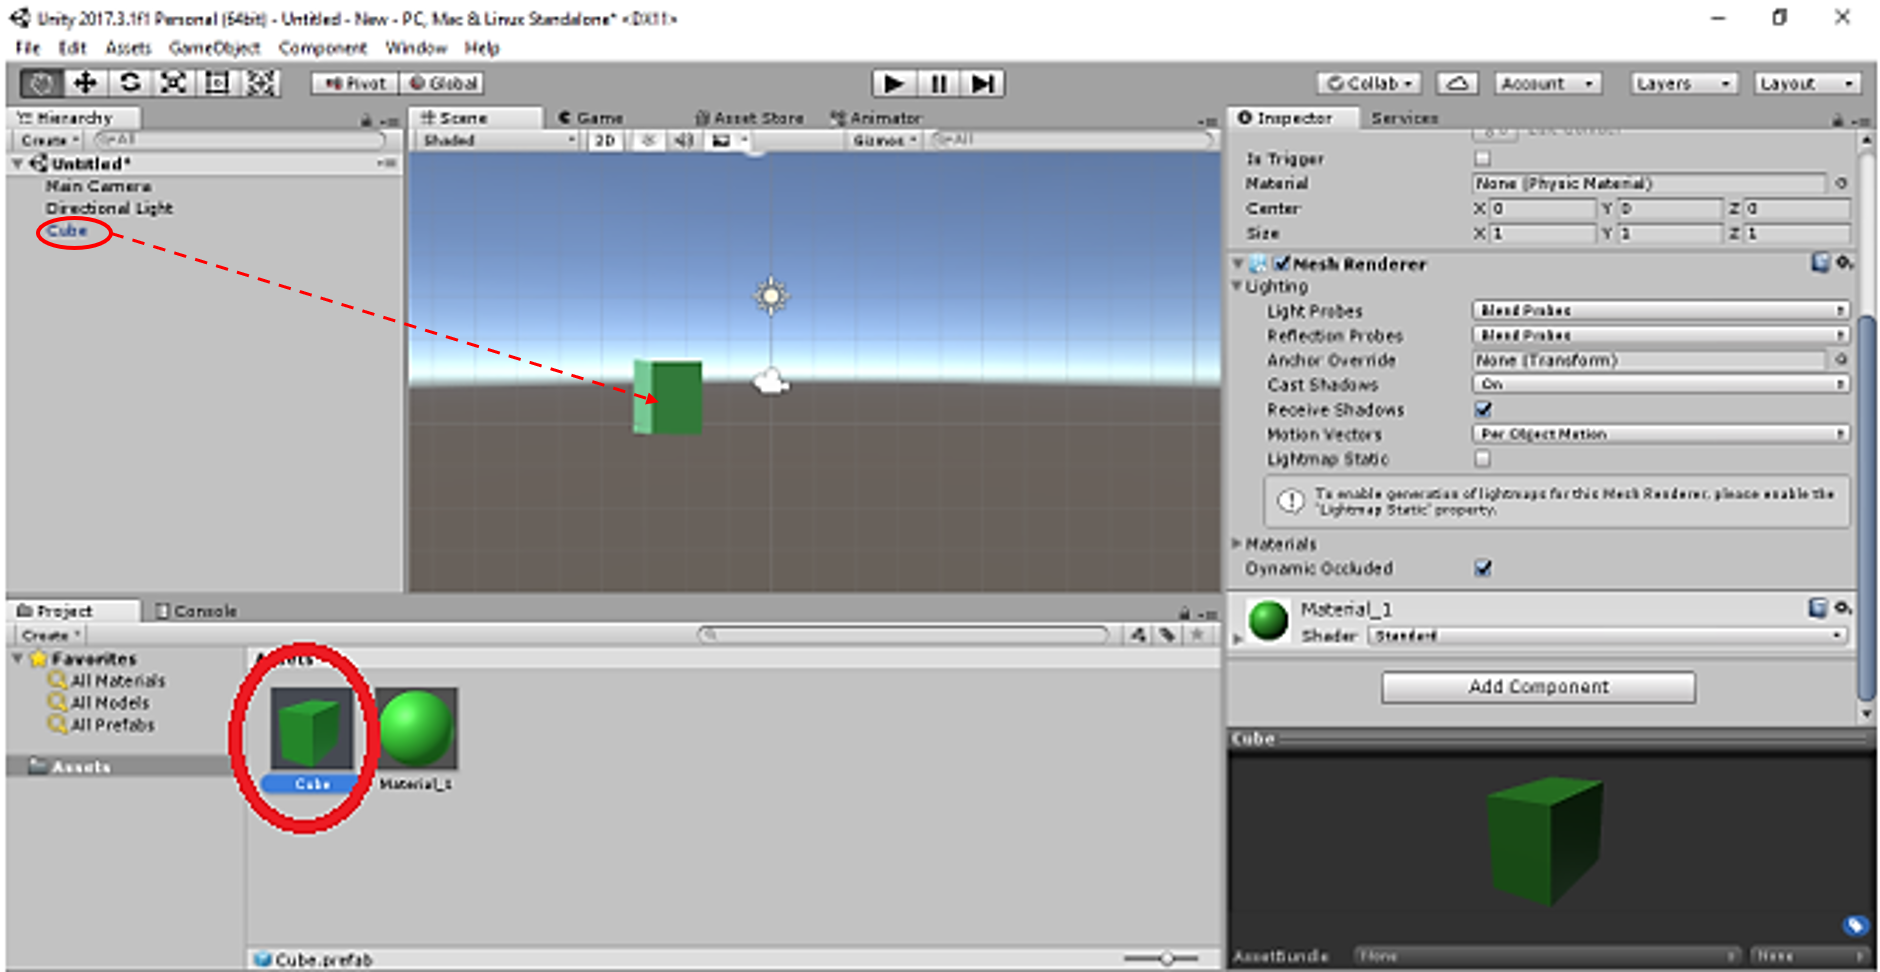 Unity 2017.3.1f1 Personal (64bit) - Untitled - New - PC, Mac & Linux Standalone* <DX11>
File Edit Assets GameObject Component Window Help
Pivot Global Collab Account Layers Layout
Hierarchy
Create All
Untitled*
Main Camera
Directional Light
Cube
Scene Game Asset Store Animator
Shaded 2D Gizmos All
Inspector Services
Is Trigger
Material None (Physic Material)
Center X 0 Y 0 Z 0
Size X 1 Y 1 Z 1
Mesh Renderer
Lighting
Light Probes Blend Probes
Reflection Probes Blend Probes
Anchor Override None (Transform)
Cast Shadows On
Receive Shadows
Motion Vectors Per Object Motion
Lightmap Static
To enable generation of lightmaps for this Mesh Renderer, please enable the
'Lightmap Static' property.
Materials
Dynamic Occluded
Material_1
Shader Standard
Add Component
Project Console
Create
Favorites
All Materials
All Models
All Prefabs
Assets
Assets
Cube Material_1
Cube.prefab
Cube
AssetBundle None None